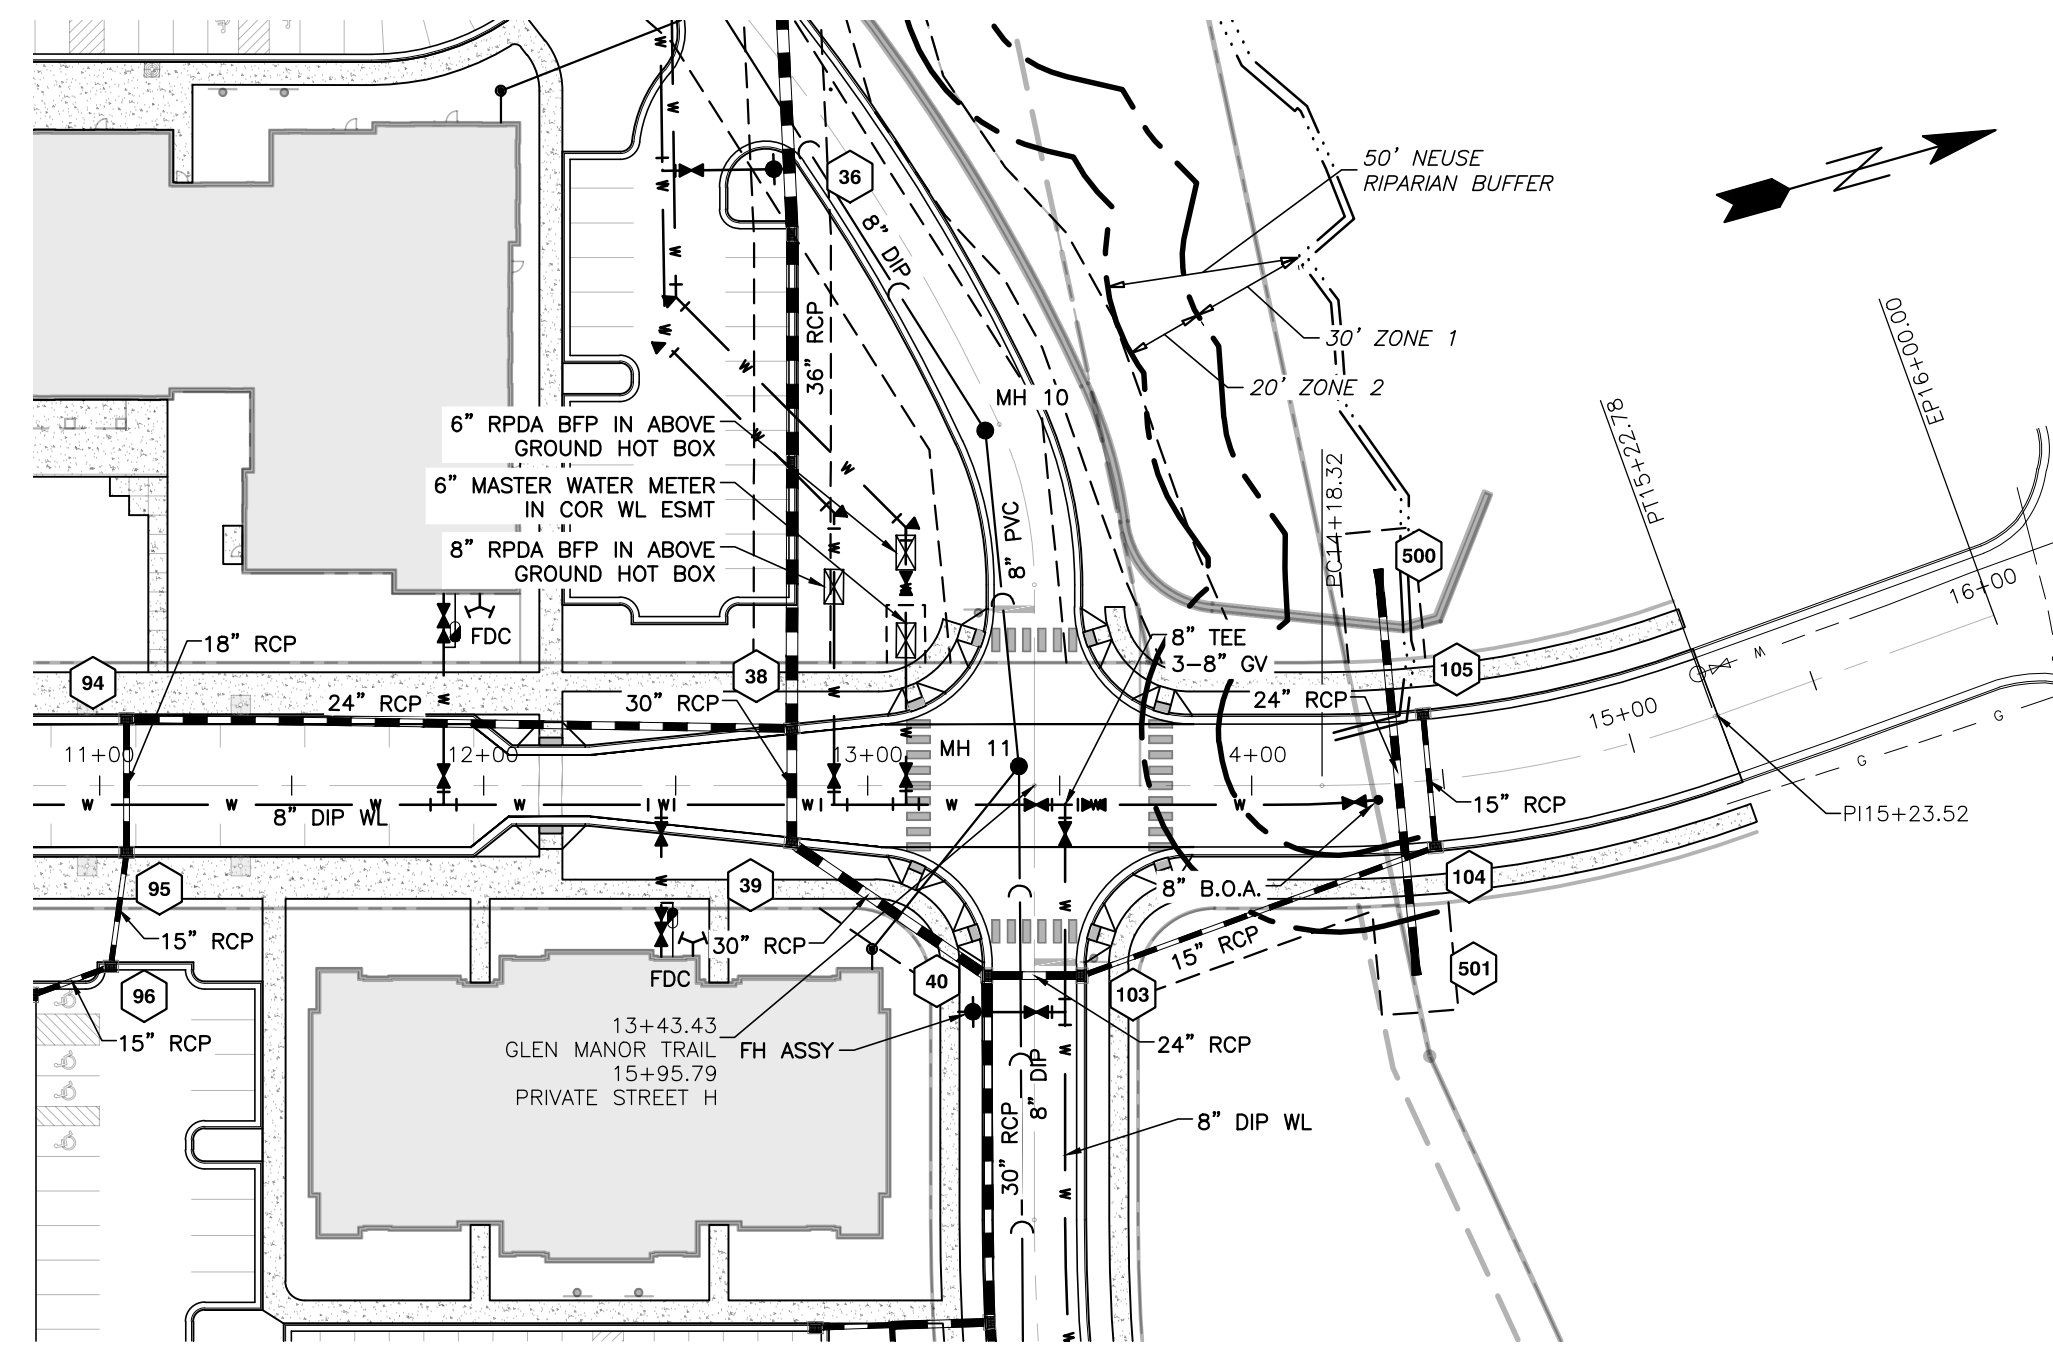 50' NEUSE
RIPARIAN BUFFER
N
36
8" DIP
36" RCP
30' ZONE 1
20' ZONE 2
EP16+00.00
PT15+22.78
PC14+18.32
MH 10
6" RPDA BFP IN ABOVE
GROUND HOT BOX
6" MASTER WATER METER
IN COR WL ESMT
8" RPDA BFP IN ABOVE
GROUND HOT BOX
8" PVC
500
16+00
FDC
18" RCP
94
38
8" TEE
3-8" GV
105
24" RCP
30" RCP
24" RCP
15+00
11+00
12+00
13+00
MH 11
4+00
W
G
G
W W W W W W W
8" DIP WL
15" RCP
PI15+23.52
95
39
8" B.O.A.
104
15" RCP
30" RCP
15" RCP
FDC
96
40
103
501
15" RCP
13+43.43
GLEN MANOR TRAIL
15+95.79
PRIVATE STREET H
FH ASSY
24" RCP
8" DIP
30" RCP
8" DIP WL